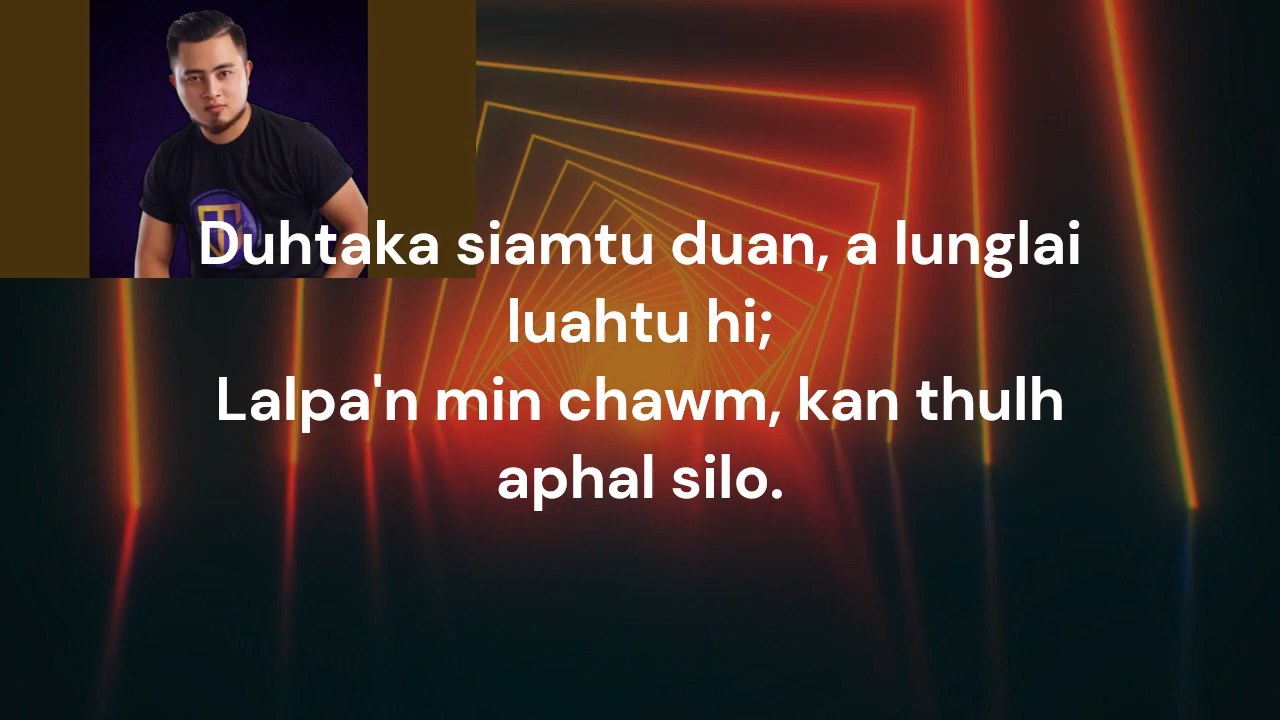 Duhtaka siamtu duan, a lunglai
luahtu hi;
Lalpa'n min chawm, kan thulh
aphal silo.